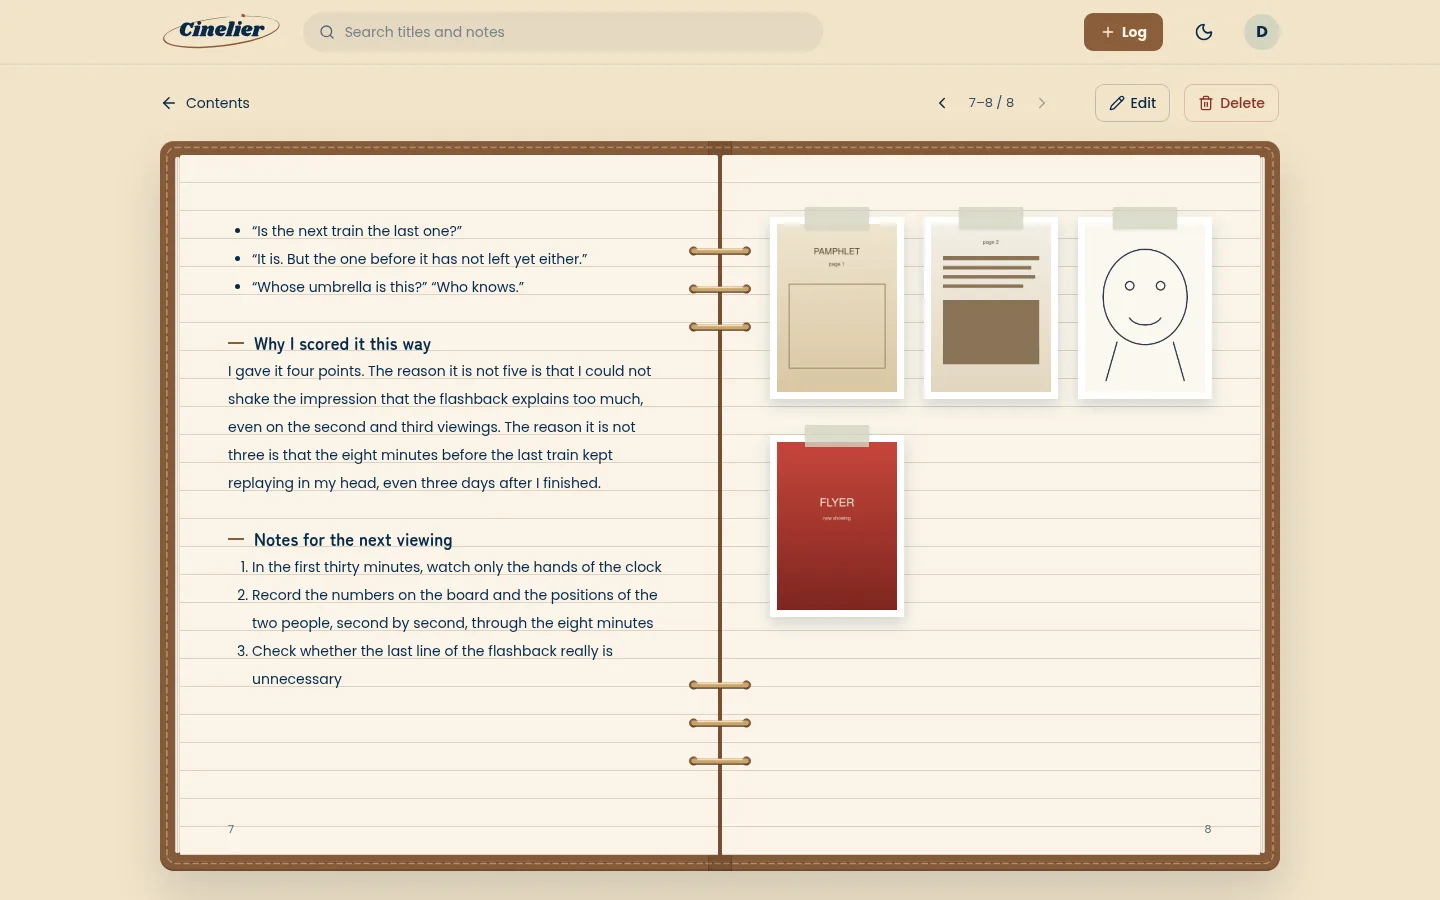 Cinelier
Search titles and notes
+ Log
D
Contents
7–8 / 8
Edit
Delete
• “Is the next train the last one?”
• “It is. But the one before it has not left yet either.”
• “Whose umbrella is this?” “Who knows.”
— Why I scored it this way
I gave it four points. The reason it is not five is that I could not
shake the impression that the flashback explains too much,
even on the second and third viewings. The reason it is not
three is that the eight minutes before the last train kept
replaying in my head, even three days after I finished.
— Notes for the next viewing
1. In the first thirty minutes, watch only the hands of the clock
2. Record the numbers on the board and the positions of the
two people, second by second, through the eight minutes
3. Check whether the last line of the flashback really is
unnecessary
7
PAMPHLET
page 1
page 2
FLYER
now showing
8